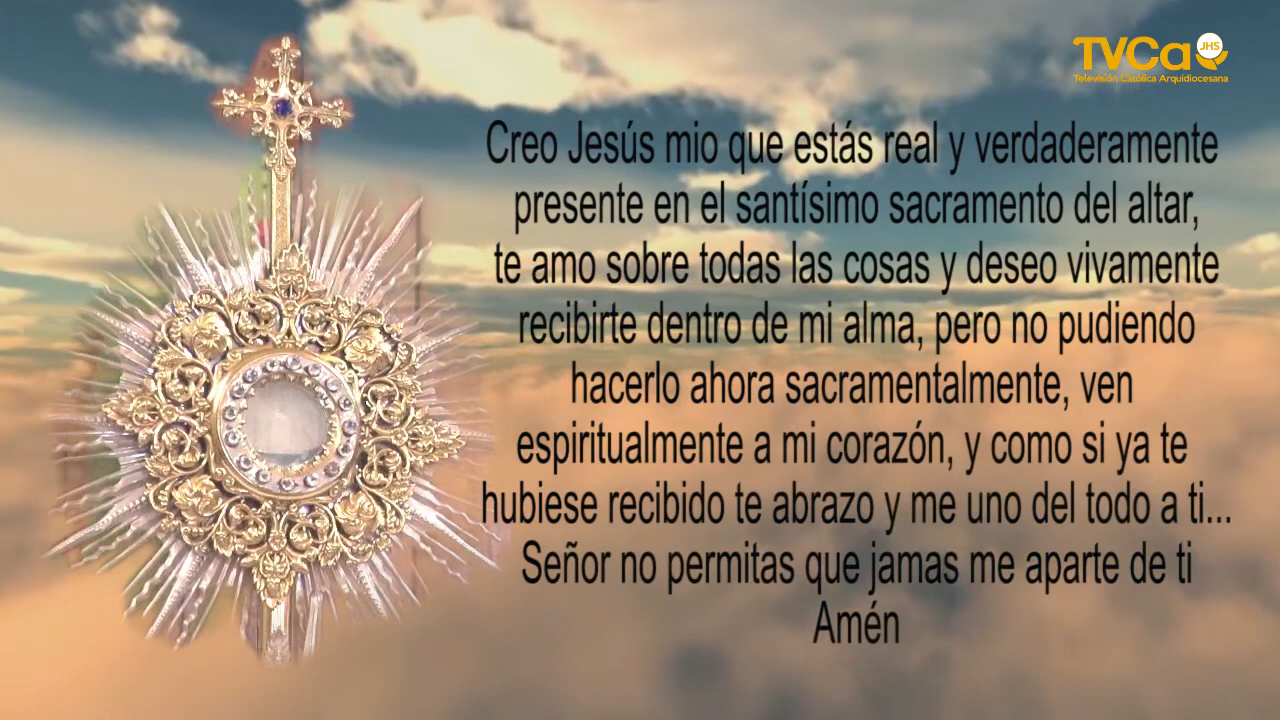 TVCa
JHS
Televisión Católica Arquidiocesana
Creo Jesús mio que estás real y verdaderamente
presente en el santísimo sacramento del altar,
te amo sobre todas las cosas y deseo vivamente
recibirte dentro de mi alma, pero no pudiendo
hacerlo ahora sacramentalmente, ven
espiritualmente a mi corazón, y como si ya te
hubiese recibido te abrazo y me uno del todo a ti...
Señor no permitas que jamas me aparte de ti
Amén